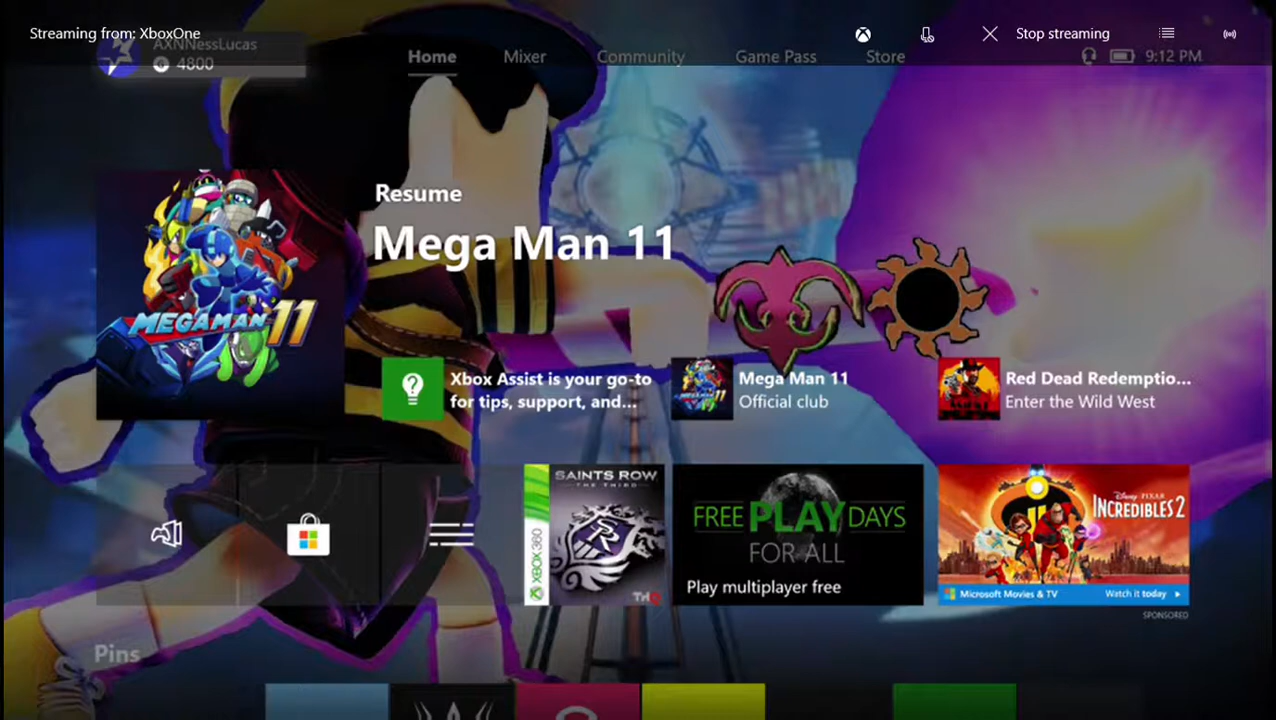 Streaming from: XboxOne
Stop streaming
AXNNessLucas
4800
Home
Mixer
Community
Game Pass
Store
9:12 PM
Resume
Mega Man 11
MEGAMAN 11
Xbox Assist is your go-to
for tips, support, and...
Mega Man 11
Official club
Red Dead Redemptio...
Enter the Wild West
XBOX 360
SAINTS ROW
THE THIRD
THQ
FREE PLAY DAYS
FOR ALL
Play multiplayer free
Disney PIXAR
INCREDIBLES 2
Microsoft Movies & TV
Watch it today
SPONSORED
Pins